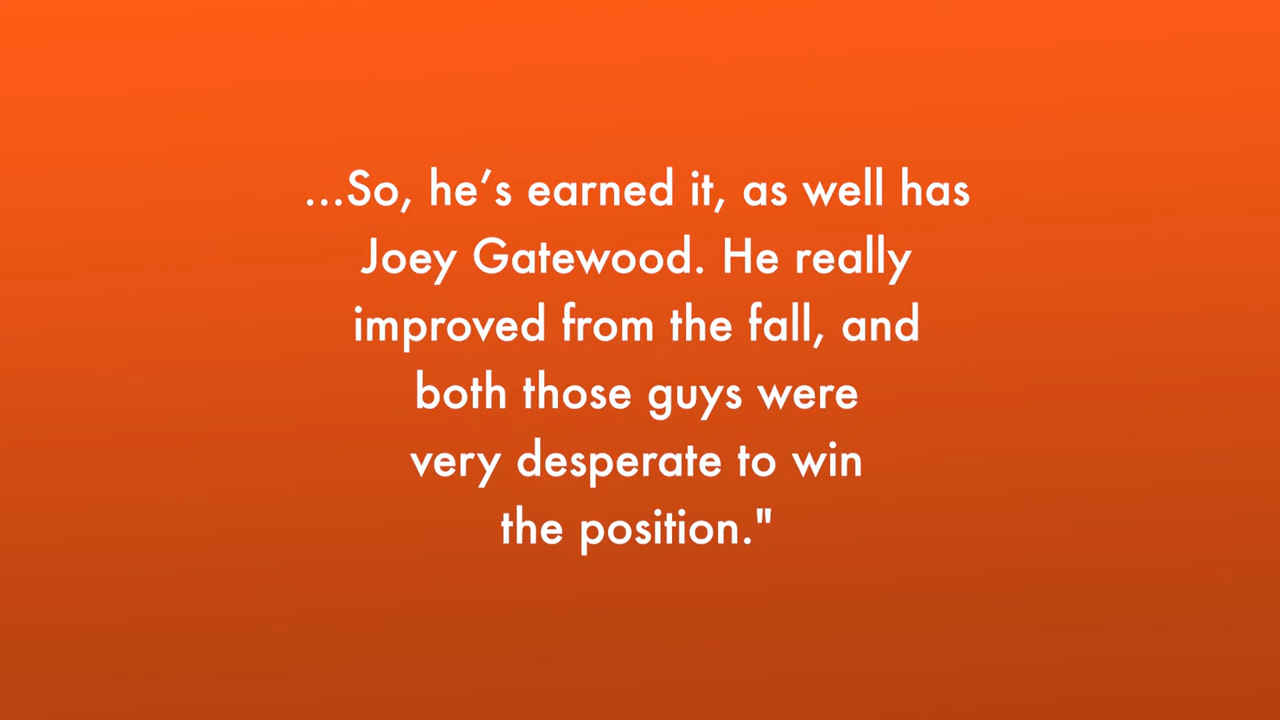 ...So, he’s earned it, as well has
Joey Gatewood. He really
improved from the fall, and
both those guys were
very desperate to win
the position."